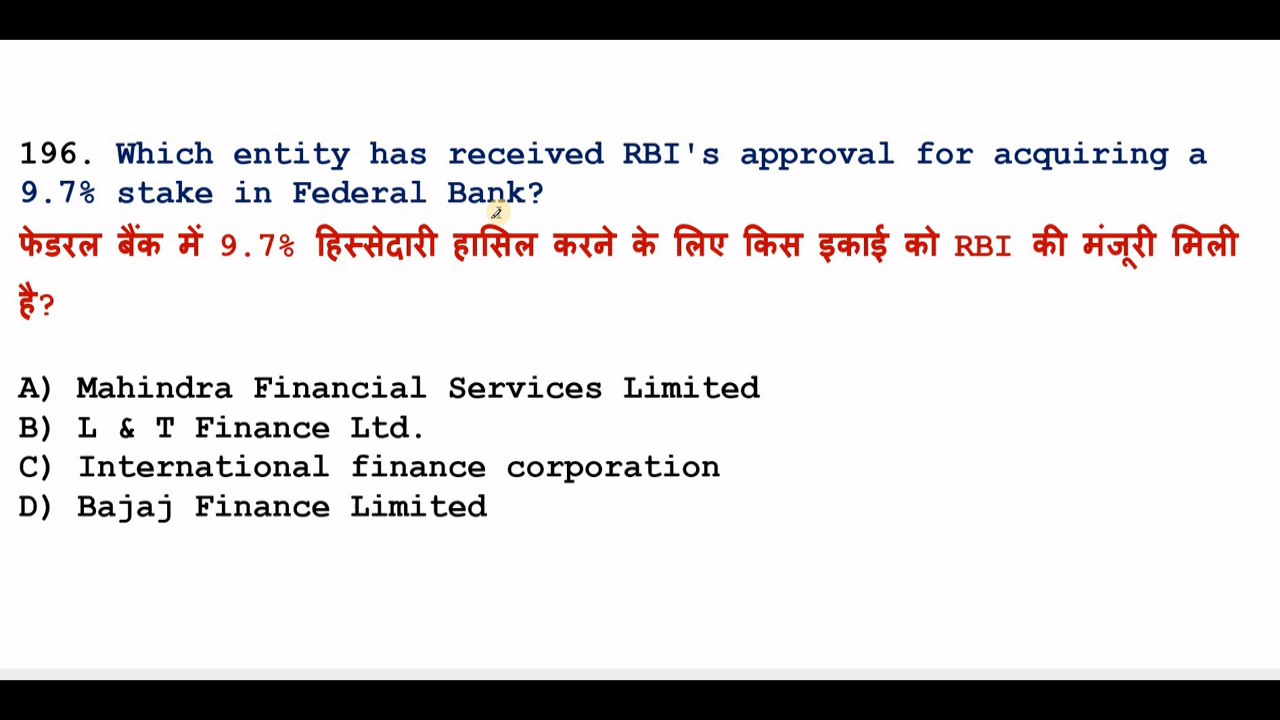 196. Which entity has received RBI's approval for acquiring a
9.7% stake in Federal Bank?
फेडरल बैंक में 9.7% हिस्सेदारी हासिल करने के लिए किस इकाई को RBI की मंजूरी मिली
है?
A) Mahindra Financial Services Limited
B) L & T Finance Ltd.
C) International finance corporation
D) Bajaj Finance Limited